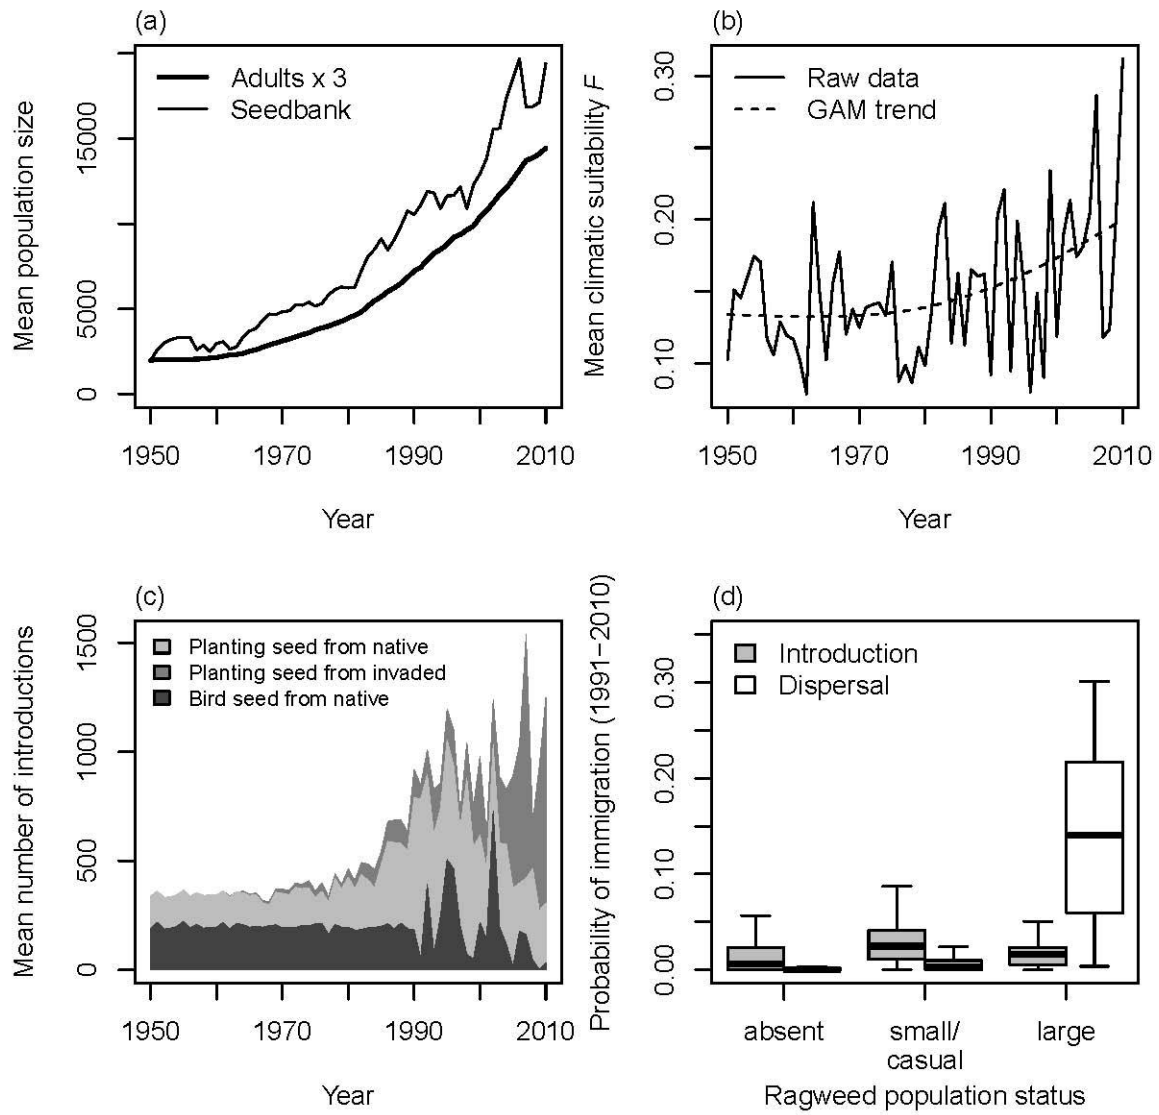 (a)
Mean population size
15000
5000
0
Adults x 3
Seedbank
1950 1970 1990 2010
Year
(b)
Mean climatic suitability F
0.30
0.20
0.10
Raw data
GAM trend
1950 1970 1990 2010
Year
(c)
Mean number of introductions
1500
1000
500
0
Planting seed from native
Planting seed from invaded
Bird seed from native
1950 1970 1990 2010
Year
(d)
Probability of immigration (1991−2010)
0.30
0.20
0.10
0.00
Introduction
Dispersal
absent
small/
casual
large
Ragweed population status